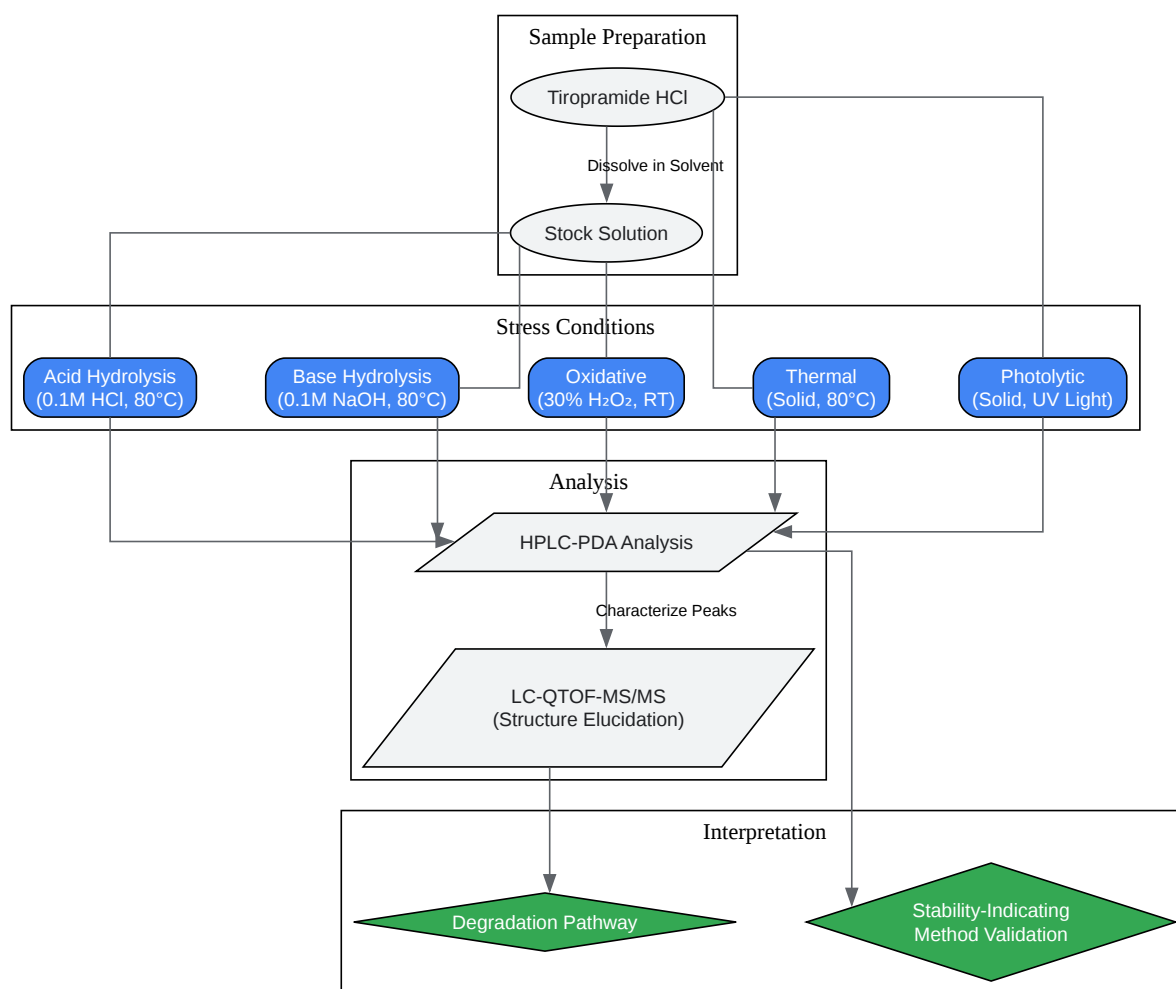 Sample Preparation
Tiropramide HCl
Dissolve in Solvent
Stock Solution
Stress Conditions
Acid Hydrolysis
(0.1M HCl, 80°C)
Base Hydrolysis
(0.1M NaOH, 80°C)
Oxidative
(30% H₂O₂, RT)
Thermal
(Solid, 80°C)
Photolytic
(Solid, UV Light)
Analysis
HPLC-PDA Analysis
Characterize Peaks
LC-QTOF-MS/MS
(Structure Elucidation)
Interpretation
Degradation Pathway
Stability-Indicating
Method Validation